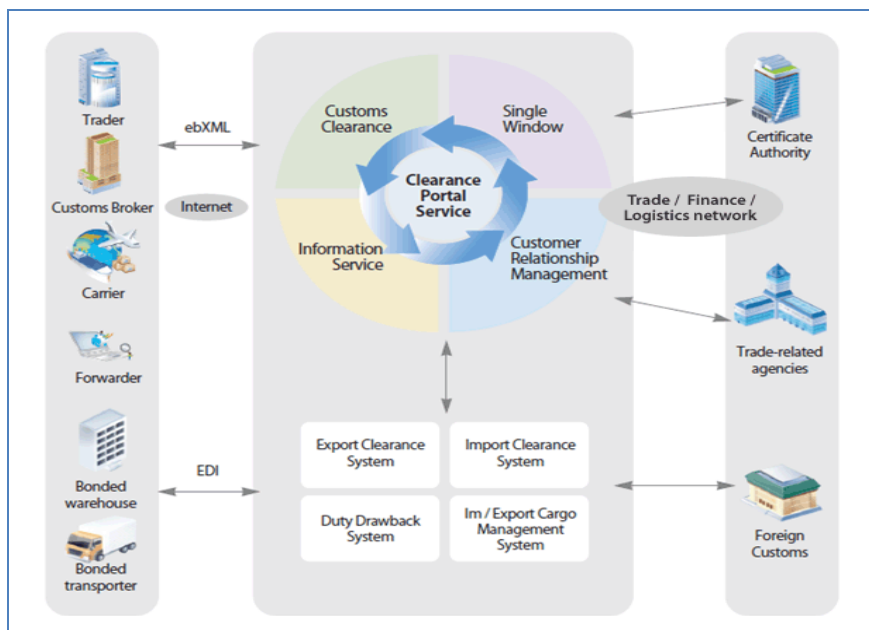 Trader
Customs Broker
Carrier
Forwarder
Bonded
warehouse
Bonded
transporter
ebXML
Internet
EDI
Customs
Clearance
Single
Window
Clearance
Portal
Service
Information
Service
Customer
Relationship
Management
Export Clearance
System
Import Clearance
System
Duty Drawback
System
Im / Export Cargo
Management
System
Trade / Finance /
Logistics network
Certificate
Authority
Trade-related
agencies
Foreign
Customs